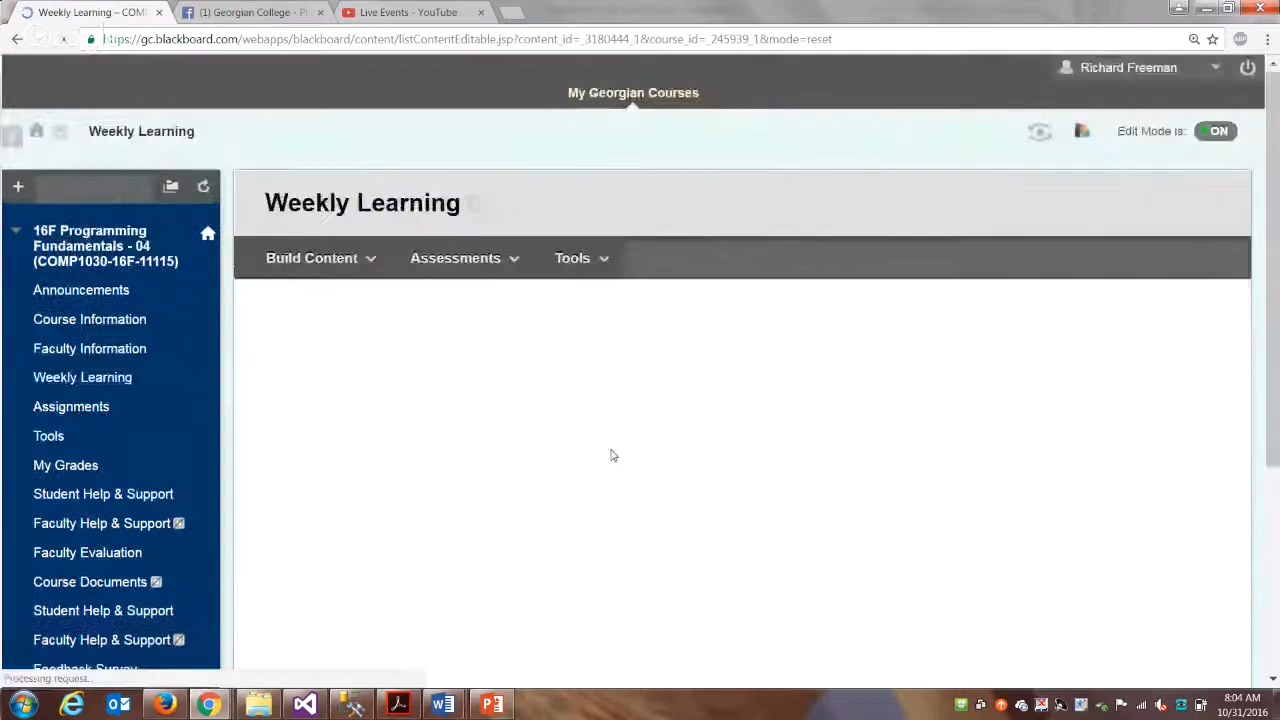 Weekly Learning – COM
(1) Georgian College - P
Live Events - YouTube
https://gc.blackboard.com/webapps/blackboard/content/listContentEditable.jsp?content_id=_3180444_1&course_id=_245939_1&mode=reset
Richard Freeman
My Georgian Courses
Weekly Learning
Edit Mode is: ON
Weekly Learning
16F Programming
Fundamentals - 04
(COMP1030-16F-11115)
Build Content
Assessments
Tools
Announcements
Course Information
Faculty Information
Weekly Learning
Assignments
Tools
My Grades
Student Help & Support
Faculty Help & Support
Faculty Evaluation
Course Documents
Student Help & Support
Faculty Help & Support
Feedback Survey
Processing request..
8:04 AM
10/31/2016